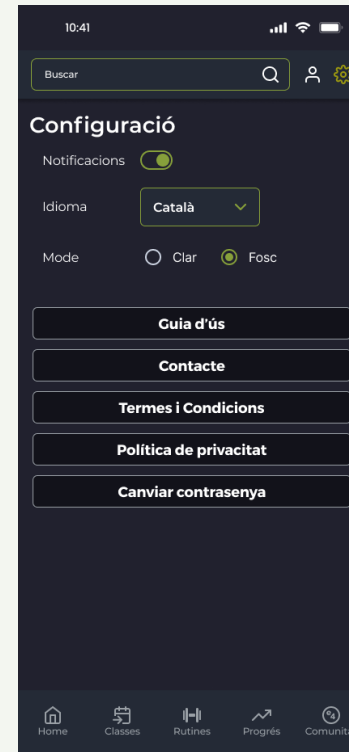 10:41
Buscar
Configuració
Notificacions
Idioma Català
Mode Clar Fosc
Guia d'ús
Contacte
Termes i Condicions
Política de privacitat
Canviar contrasenya
Home Classes Rutines Progrés Comunita